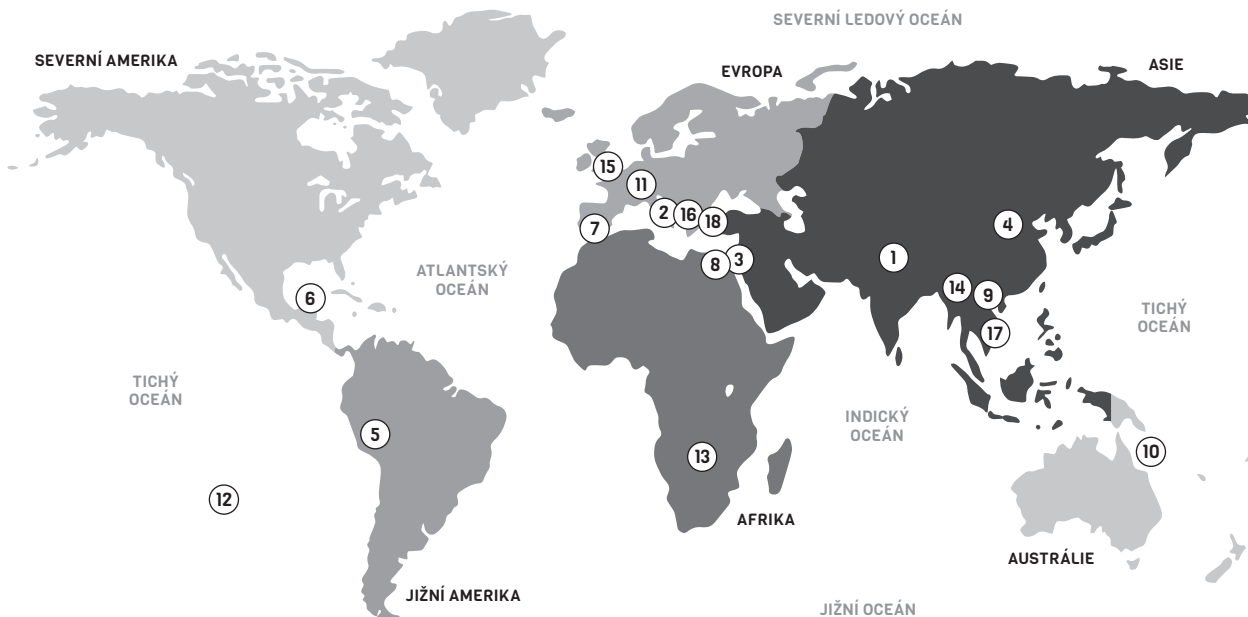 SEVERNÍ LEDOVÝ OCEÁN
SEVERNÍ AMERIKA
EVROPA
ASIE
15
11
2
16
18
7
4
8
3
1
ATLANTSKÝ
OCEÁN
6
14
9
TICHÝ
OCEÁN
17
TICHÝ
OCEÁN
INDICKÝ
OCEÁN
5
13
10
12
AFRIKA
AUSTRÁLIE
JIŽNÍ AMERIKA
JIŽNÍ OCEÁN